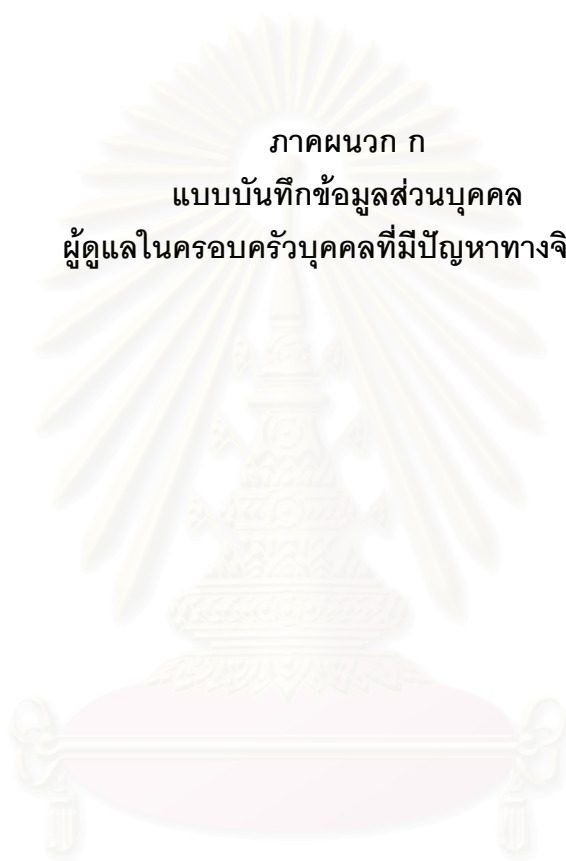 ภาคผนวก ก
แบบบันทึกข้อมูลส่วนบุคคล
ผู้ดูแลในครอบครัวบุคคลที่มีปัญหาทางจิ